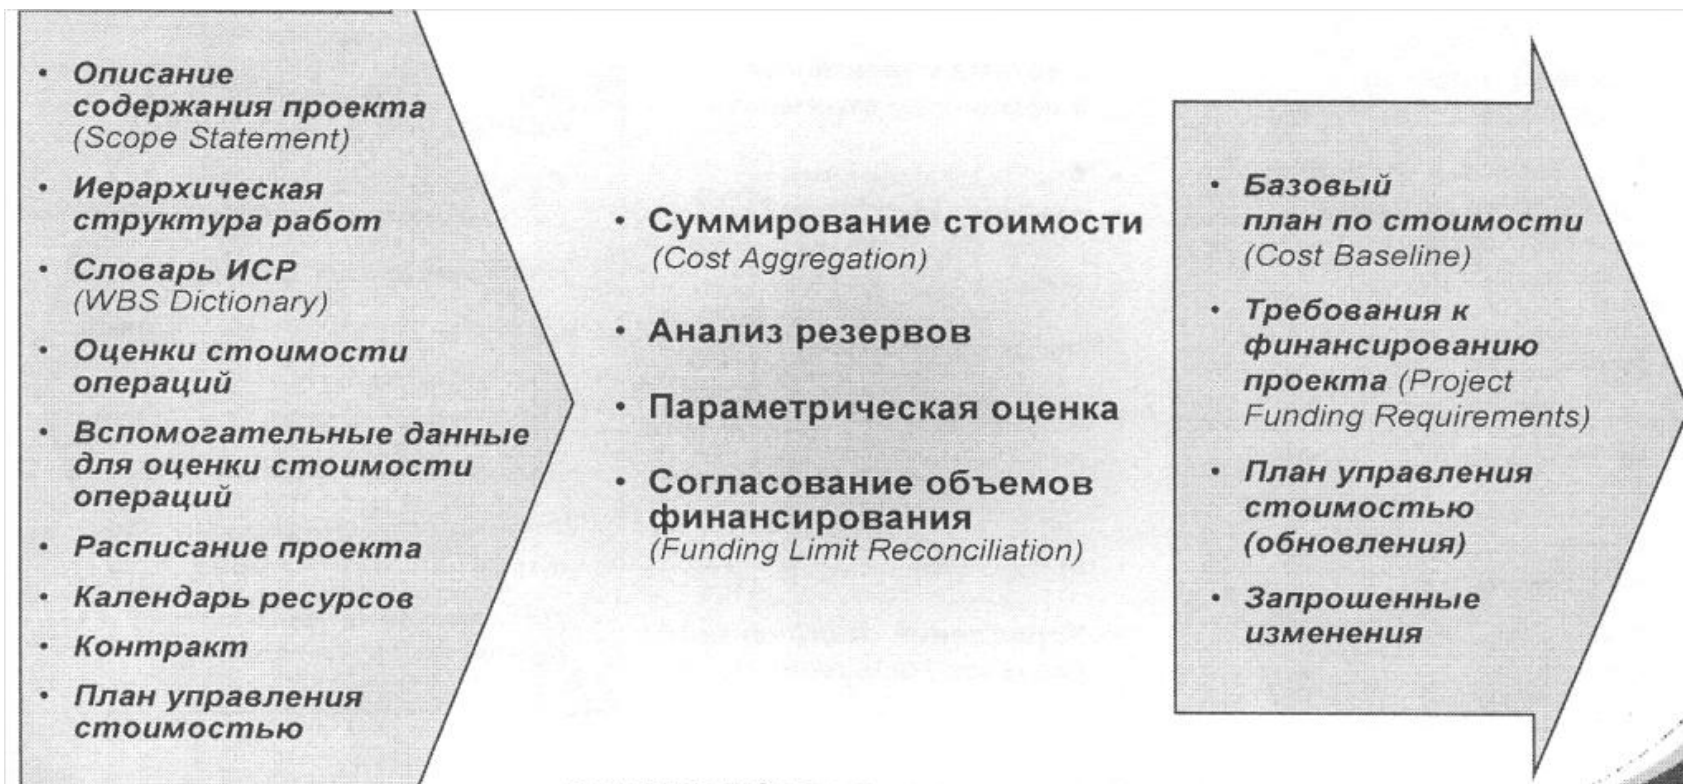 • Описание
содержания проекта
(Scope Statement)
• Иерархическая
структура работ
• Словарь ИСР
(WBS Dictionary)
• Оценки стоимости
операций
• Вспомогательные данные
для оценки стоимости
операций
• Расписание проекта
• Календарь ресурсов
• Контракт
• План управления
стоимостью
• Суммирование стоимости
(Cost Aggregation)
• Анализ резервов
• Параметрическая оценка
• Согласование объемов
финансирования
(Funding Limit Reconciliation)
• Базовый
план по стоимости
(Cost Baseline)
• Требования к
финансированию
проекта (Project
Funding Requirements)
• План управления
стоимостью
(обновления)
• Запрошенные
изменения